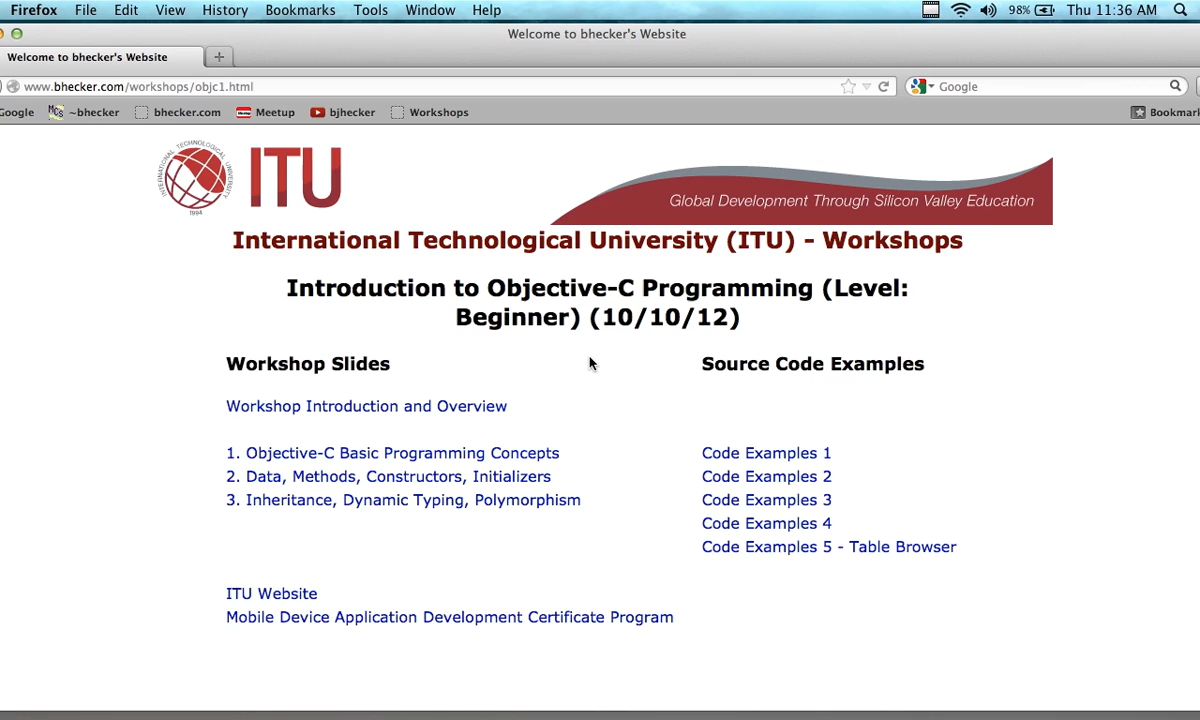 Firefox File Edit View History Bookmarks Tools Window Help 98% Thu 11:36 AM
Welcome to bhecker's Website
Welcome to bhecker's Website +
www.bhecker.com/workshops/objc1.html Google
Google ~bhecker bhecker.com Meetup bjhecker Workshops
INTERNATIONAL TECHNOLOGICAL UNIVERSITY 1994
ITU
Global Development Through Silicon Valley Education
International Technological University (ITU) - Workshops
Introduction to Objective-C Programming (Level:
Beginner) (10/10/12)
Workshop Slides Source Code Examples
Workshop Introduction and Overview
1. Objective-C Basic Programming Concepts Code Examples 1
2. Data, Methods, Constructors, Initializers Code Examples 2
3. Inheritance, Dynamic Typing, Polymorphism Code Examples 3
Code Examples 4
Code Examples 5 - Table Browser
ITU Website
Mobile Device Application Development Certificate Program